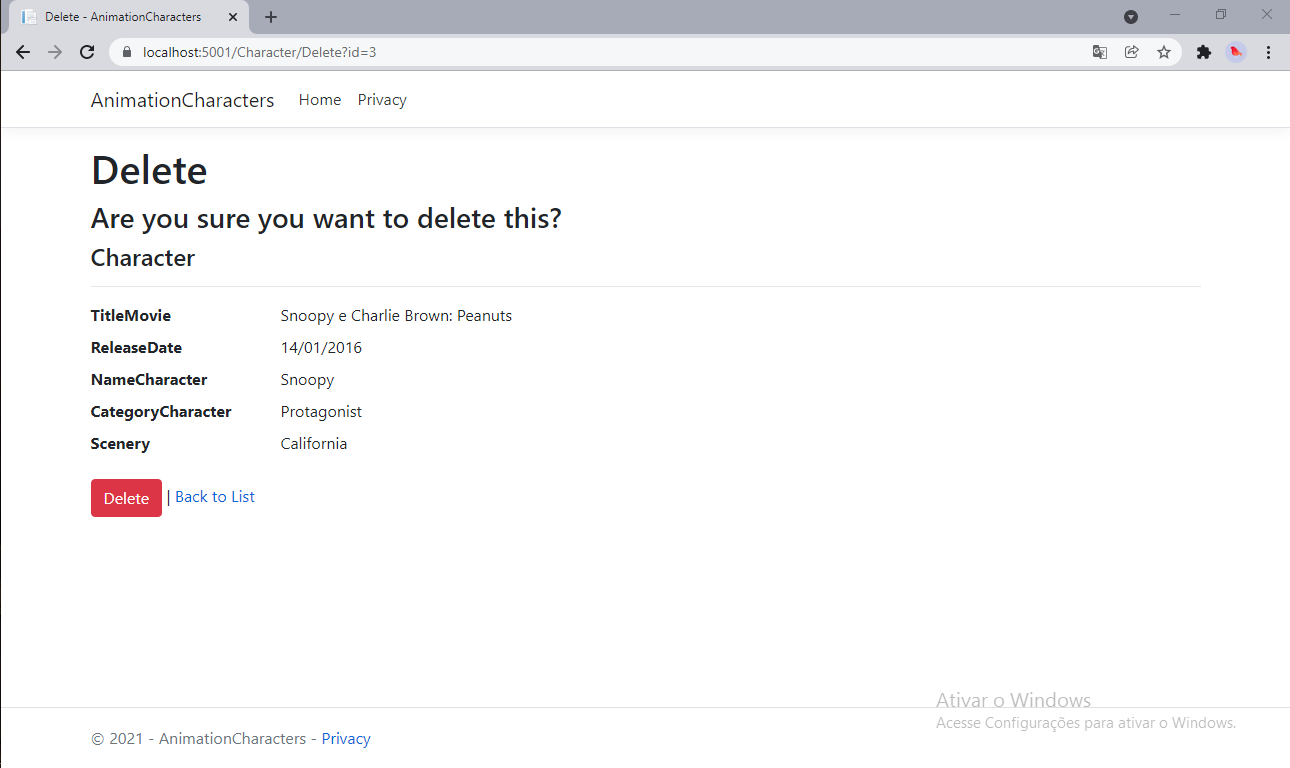 Delete - AnimationCharacters
localhost:5001/Character/Delete?id=3
AnimationCharacters Home Privacy
Delete
Are you sure you want to delete this?
Character
TitleMovie Snoopy e Charlie Brown: Peanuts
ReleaseDate 14/01/2016
NameCharacter Snoopy
CategoryCharacter Protagonist
Scenery California
Delete | Back to List
Ativar o Windows
Acesse Configurações para ativar o Windows.
© 2021 - AnimationCharacters - Privacy